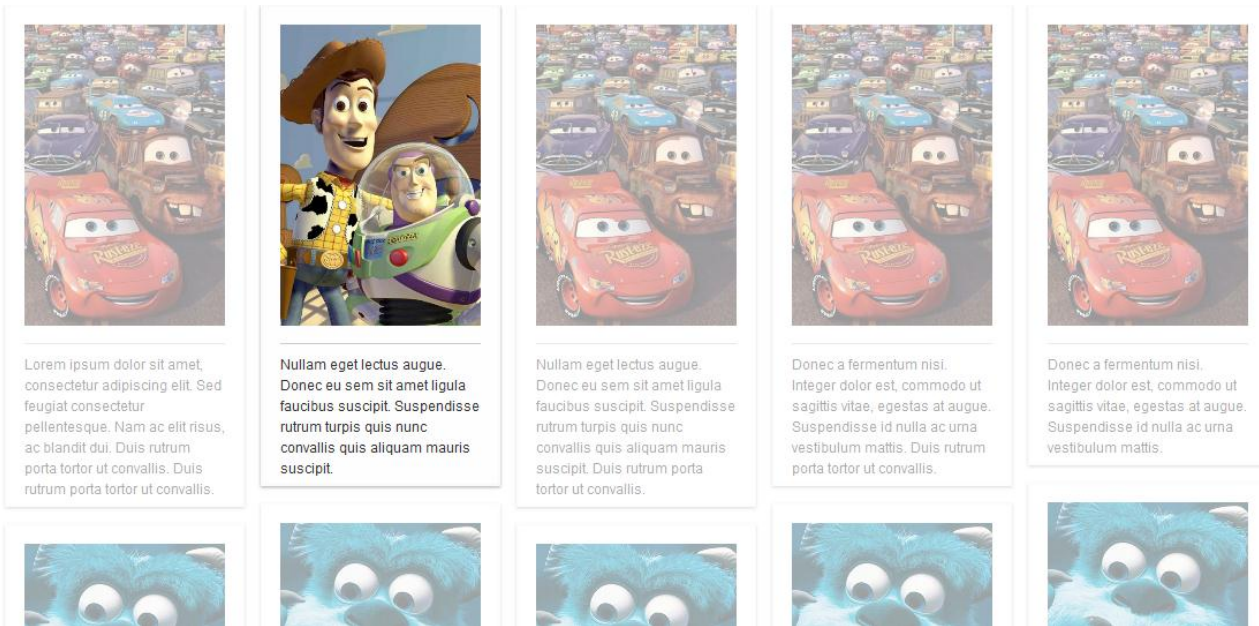 Lorem ipsum dolor sit amet,
consectetur adipiscing elit. Sed
feugiat consectetur
pellentesque. Nam ac elit risus,
ac blandit dui. Duis rutrum
porta tortor ut convallis. Duis
rutrum porta tortor ut convallis.
Nullam eget lectus augue.
Donec eu sem sit amet ligula
faucibus suscipit. Suspendisse
rutrum turpis quis nunc
convallis quis aliquam mauris
suscipit.
Nullam eget lectus augue.
Donec eu sem sit amet ligula
faucibus suscipit. Suspendisse
rutrum turpis quis nunc
convallis quis aliquam mauris
suscipit. Duis rutrum porta
tortor ut convallis.
Donec a fermentum nisi.
Integer dolor est, commodo ut
sagittis vitae, egestas at augue.
Suspendisse id nulla ac urna
vestibulum mattis. Duis rutrum
porta tortor ut convallis.
Donec a fermentum nisi.
Integer dolor est, commodo ut
sagittis vitae, egestas at augue.
Suspendisse id nulla ac urna
vestibulum mattis.